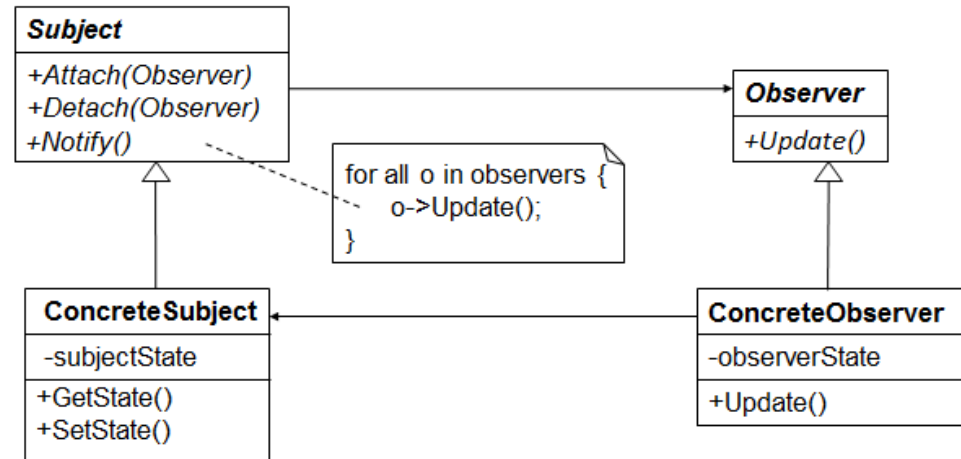 Subject
+Attach(Observer)
+Detach(Observer)
+Notify()
Observer
+Update()
for all o in observers {
o->Update();
}
ConcreteSubject
-subjectState
+GetState()
+SetState()
ConcreteObserver
-observerState
+Update()